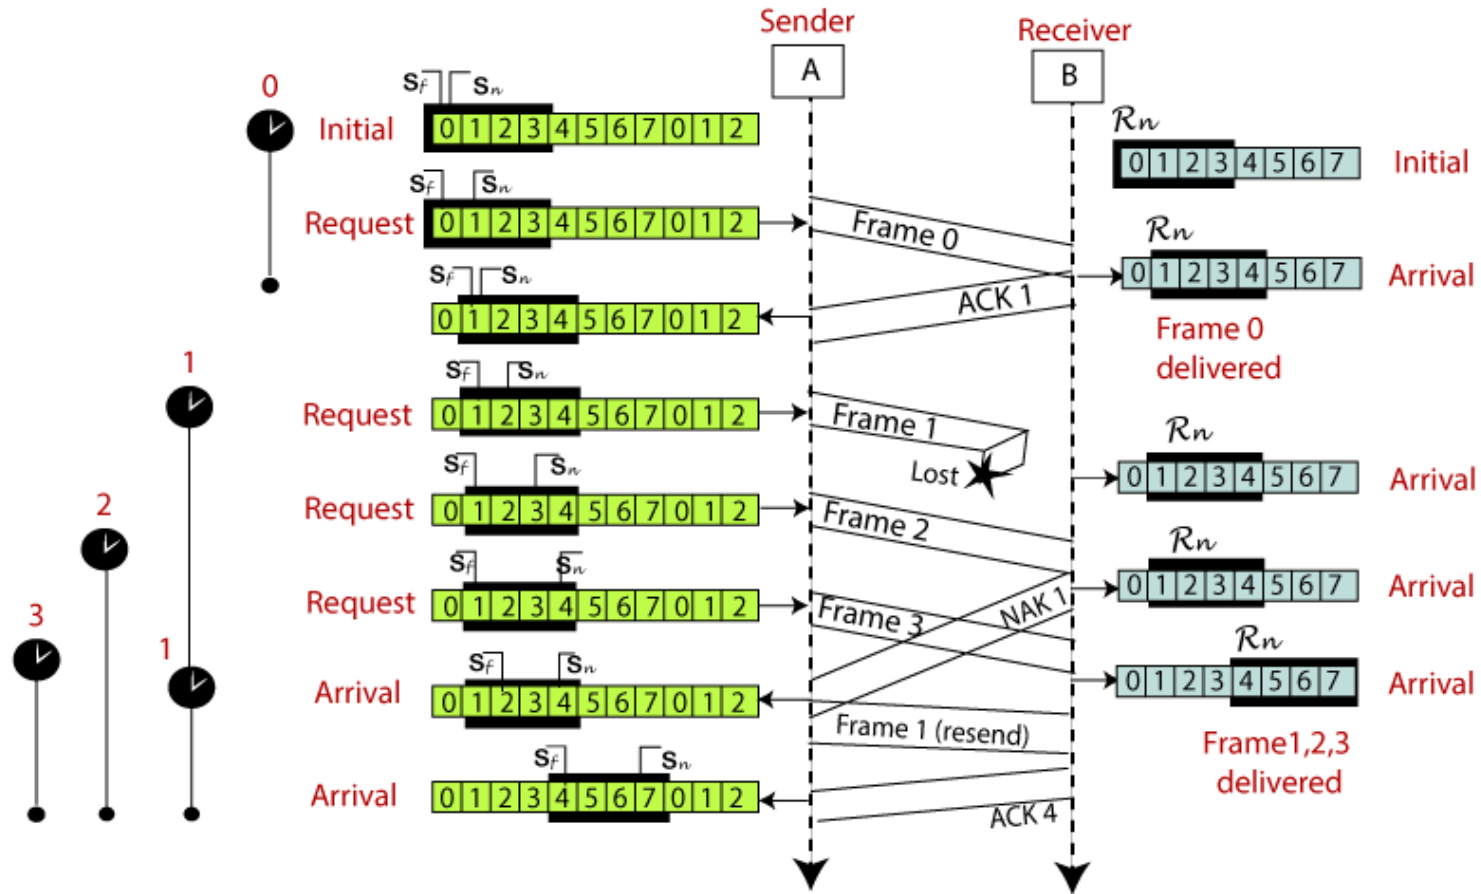 Sender
Receiver
A
B
0
Sf Sn
Initial 0 1 2 3 4 5 6 7 0 1 2
Rn
0 1 2 3 4 5 6 7 Initial
Sf Sn
Request 0 1 2 3 4 5 6 7 0 1 2
Frame 0
Rn
0 1 2 3 4 5 6 7 Arrival
Sf Sn
0 1 2 3 4 5 6 7 0 1 2
ACK 1
Frame 0
delivered
1
Sf Sn
Request 0 1 2 3 4 5 6 7 0 1 2
Frame 1
Lost
Rn
0 1 2 3 4 5 6 7 Arrival
2
Sf Sn
Request 0 1 2 3 4 5 6 7 0 1 2
Frame 2
Rn
0 1 2 3 4 5 6 7 Arrival
3
Sf Sn
Request 0 1 2 3 4 5 6 7 0 1 2
Frame 3
NAK 1
Rn
0 1 2 3 4 5 6 7 Arrival
1
Sf Sn
Arrival 0 1 2 3 4 5 6 7 0 1 2
Frame 1 (resend)
Frame1,2,3
delivered
Sf Sn
Arrival 0 1 2 3 4 5 6 7 0 1 2
ACK 4